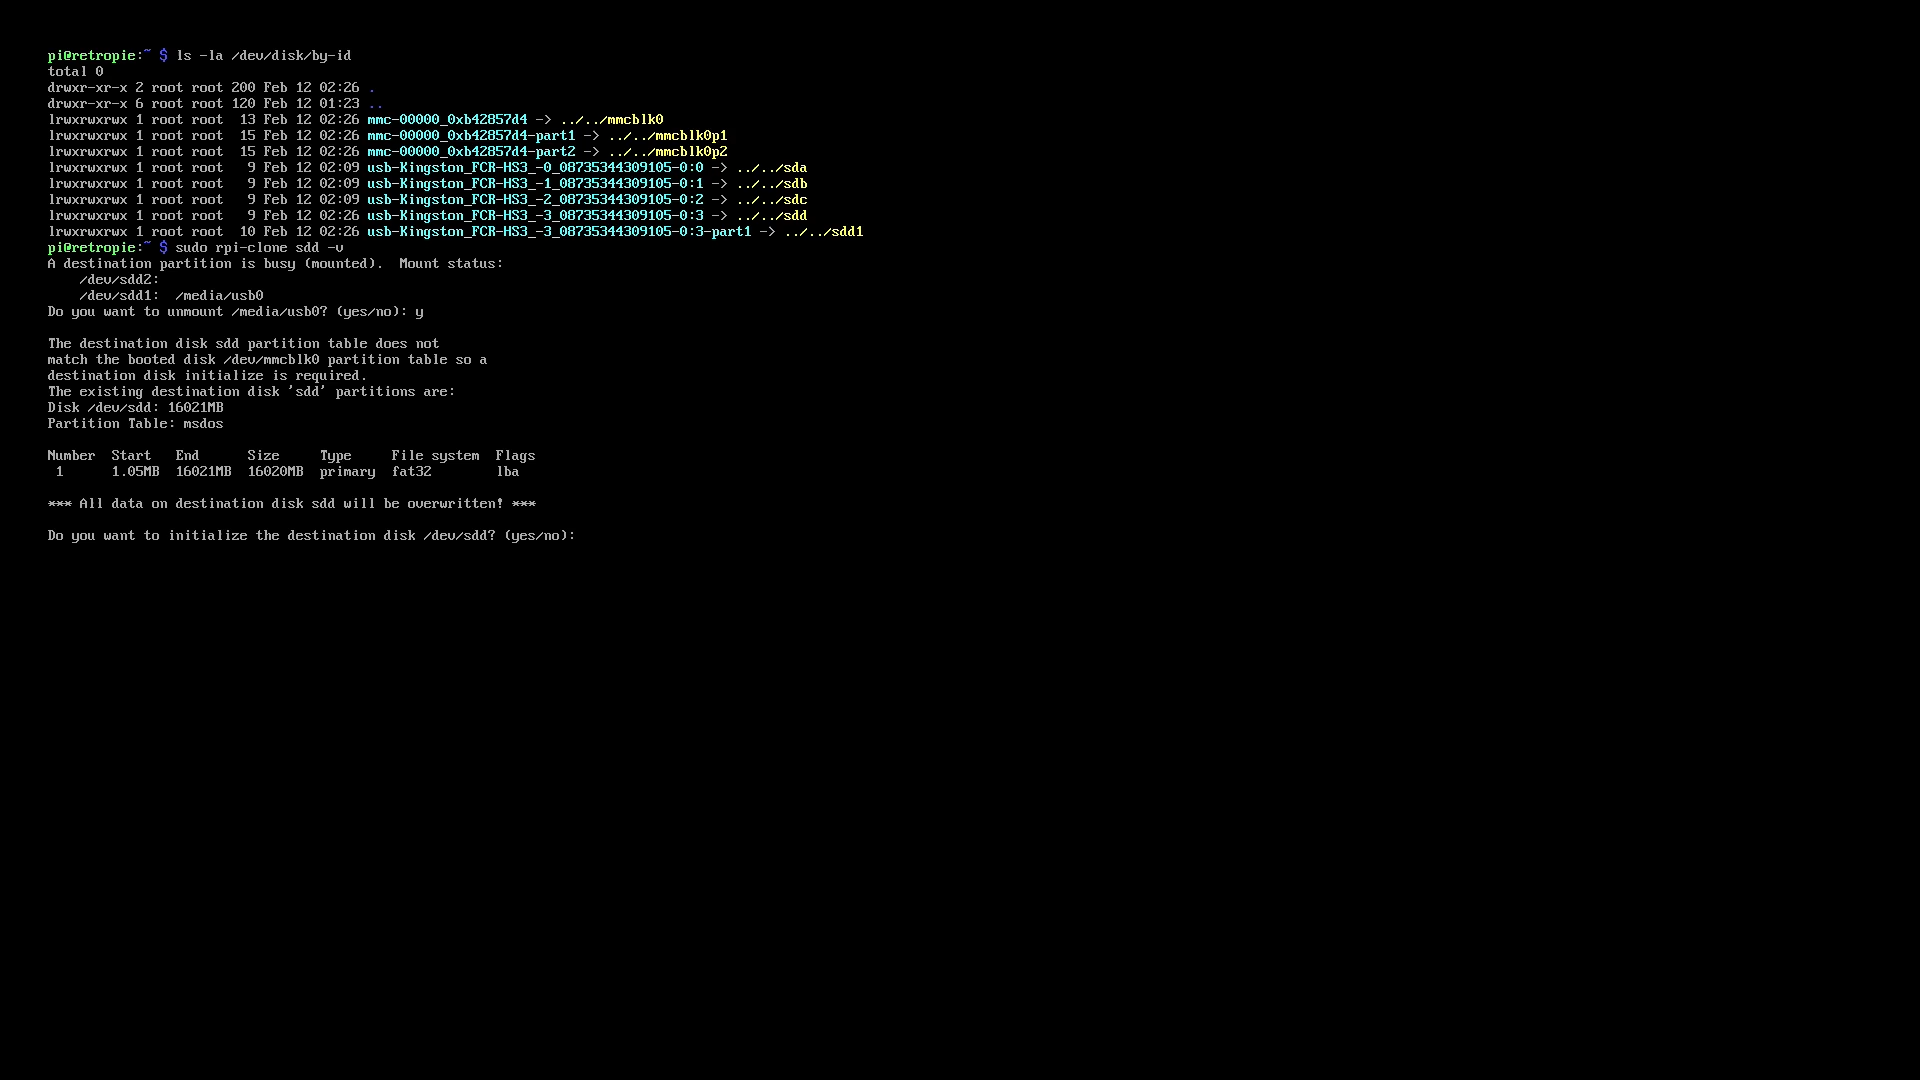 pi@retropie:~ $ ls -la /dev/disk/by-id
total 0
drwxr-xr-x 2 root root 200 Feb 12 02:26 .
drwxr-xr-x 6 root root 120 Feb 12 01:23 ..
lrwxrwxrwx 1 root root  13 Feb 12 02:26 mmc-00000_0xb42857d4 -> ../../mmcblk0
lrwxrwxrwx 1 root root  15 Feb 12 02:26 mmc-00000_0xb42857d4-part1 -> ../../mmcblk0p1
lrwxrwxrwx 1 root root  15 Feb 12 02:26 mmc-00000_0xb42857d4-part2 -> ../../mmcblk0p2
lrwxrwxrwx 1 root root   9 Feb 12 02:09 usb-Kingston_FCR-HS3_-0_08735344309105-0:0 -> ../../sda
lrwxrwxrwx 1 root root   9 Feb 12 02:09 usb-Kingston_FCR-HS3_-1_08735344309105-0:1 -> ../../sdb
lrwxrwxrwx 1 root root   9 Feb 12 02:09 usb-Kingston_FCR-HS3_-2_08735344309105-0:2 -> ../../sdc
lrwxrwxrwx 1 root root   9 Feb 12 02:26 usb-Kingston_FCR-HS3_-3_08735344309105-0:3 -> ../../sdd
lrwxrwxrwx 1 root root  10 Feb 12 02:26 usb-Kingston_FCR-HS3_-3_08735344309105-0:3-part1 -> ../../sdd1
pi@retropie:~ $ sudo rpi-clone sdd -v
A destination partition is busy (mounted).  Mount status:
    /dev/sdd2:
    /dev/sdd1:  /media/usb0
Do you want to unmount /media/usb0? (yes/no): y

The destination disk sdd partition table does not
match the booted disk /dev/mmcblk0 partition table so a
destination disk initialize is required.
The existing destination disk 'sdd' partitions are:
Disk /dev/sdd: 16021MB
Partition Table: msdos

Number  Start   End      Size     Type     File system  Flags
 1      1.05MB  16021MB  16020MB  primary  fat32        lba

*** All data on destination disk sdd will be overwritten! ***

Do you want to initialize the destination disk /dev/sdd? (yes/no):